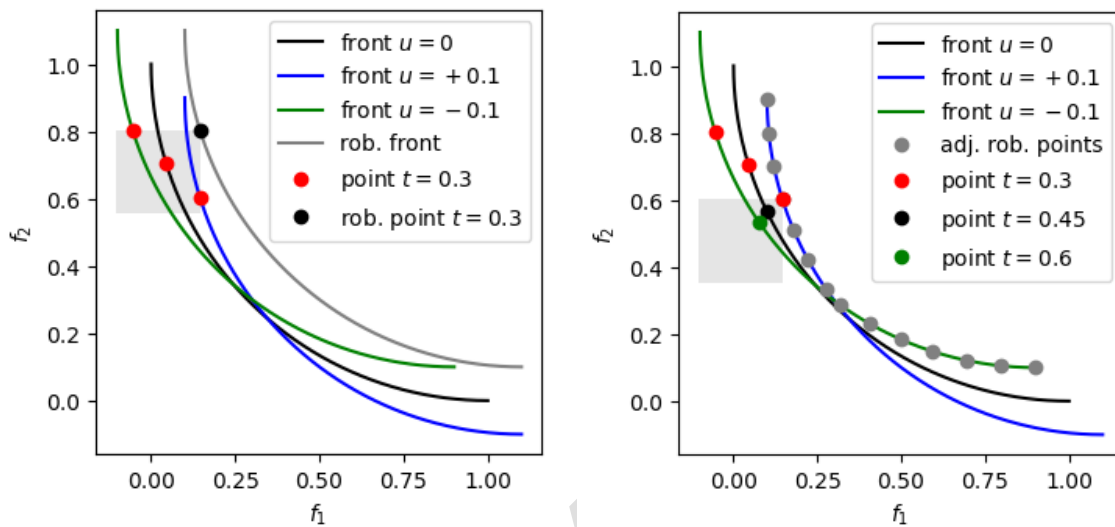 front u = 0
front u = +0.1
front u = −0.1
rob. front
point t = 0.3
rob. point t = 0.3
1.0
0.8
0.6
0.4
0.2
0.0
f₂
0.00 0.25 0.50 0.75 1.00
f₁
front u = 0
front u = +0.1
front u = −0.1
adj. rob. points
point t = 0.3
point t = 0.45
point t = 0.6
1.0
0.8
0.6
0.4
0.2
0.0
f₂
0.00 0.25 0.50 0.75 1.00
f₁